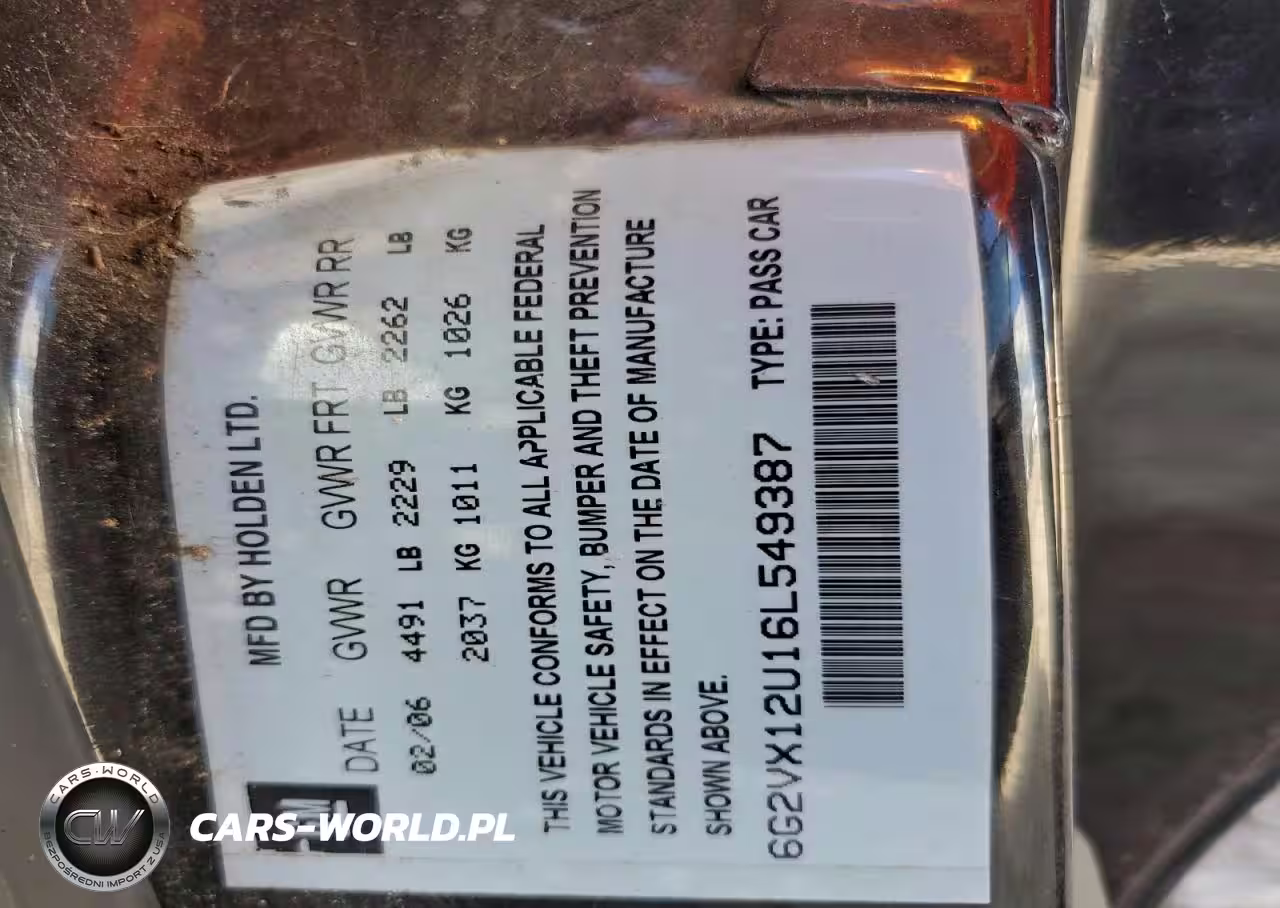 MFD BY HOLDEN LTD.
DATE GVWR GVWR FRT GVWR RR
02/06 4491 LB 2229 LB 2262 LB
2037 KG 1011 KG 1026 KG
THIS VEHICLE CONFORMS TO ALL APPLICABLE FEDERAL
MOTOR VEHICLE SAFETY, BUMPER AND THEFT PREVENTION
STANDARDS IN EFFECT ON THE DATE OF MANUFACTURE
SHOWN ABOVE.
6G2VX12U16L549387 TYPE: PASS CAR
GM
CARS-WORLD
CW
BEZPOŚREDNI IMPORT Z USA
CARS-WORLD.PL